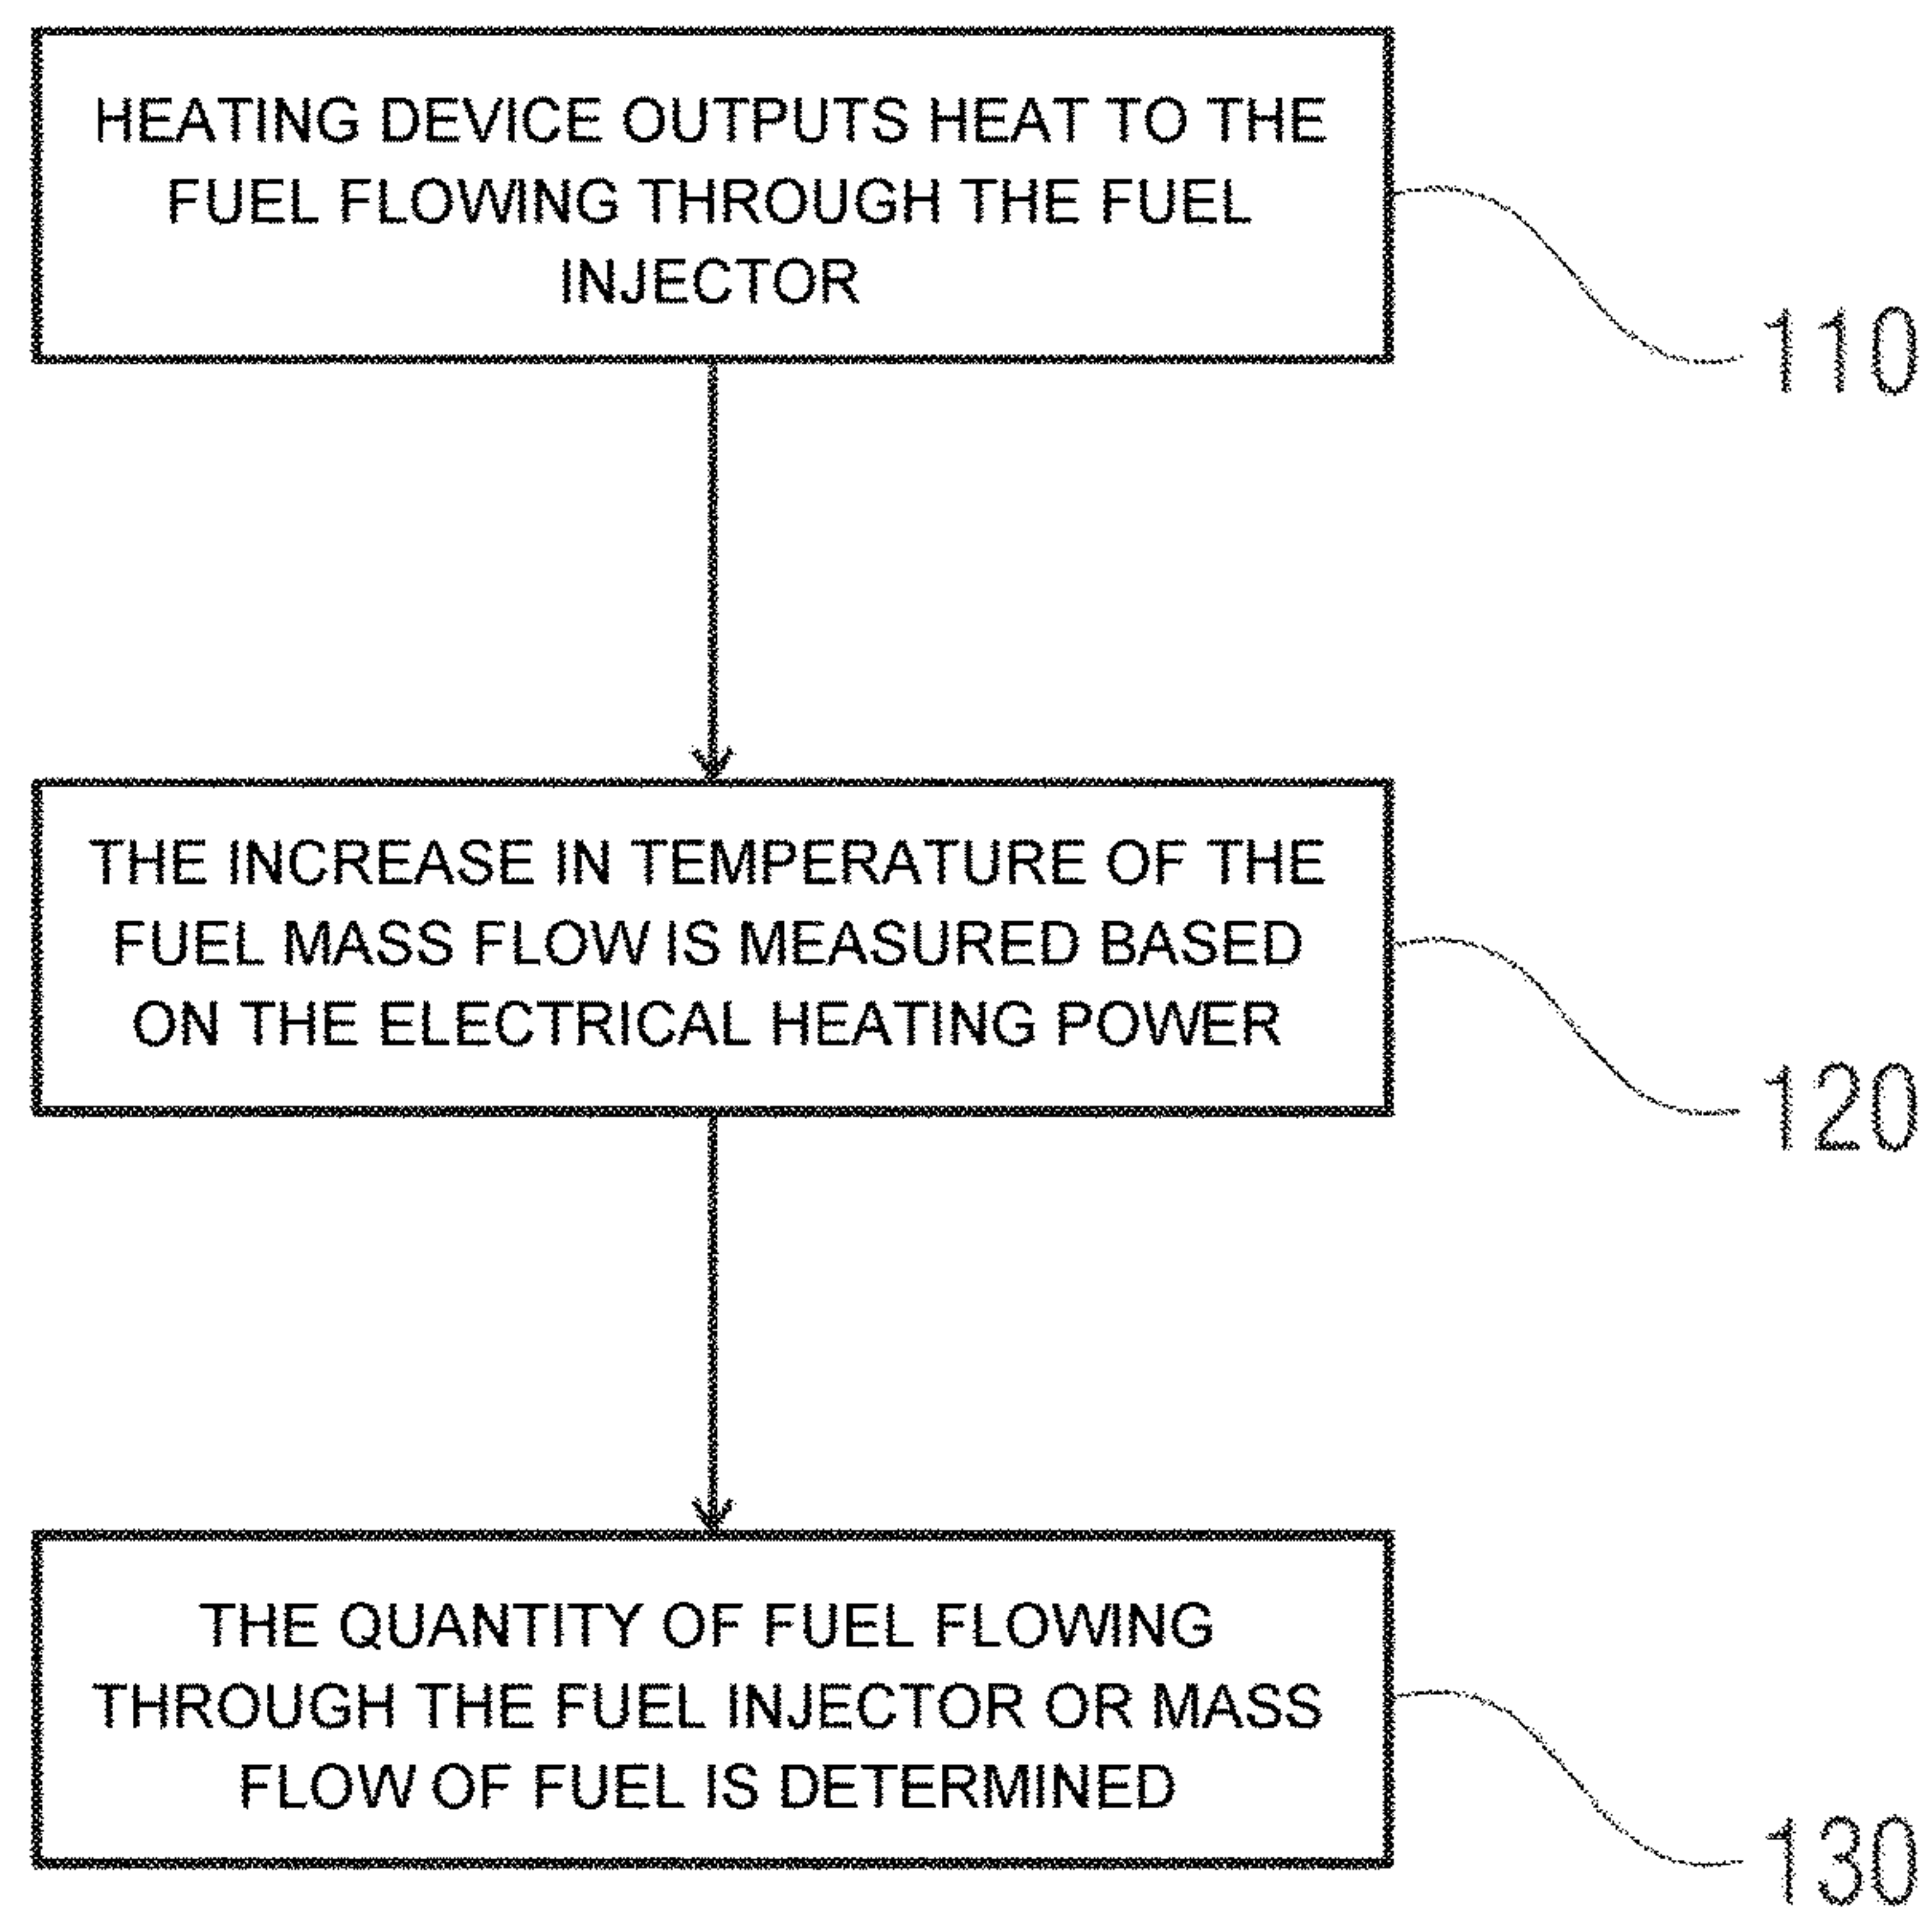 HEATING DEVICE OUTPUTS HEAT TO THE
FUEL FLOWING THROUGH THE FUEL
INJECTOR
110
THE INCREASE IN TEMPERATURE OF THE
FUEL MASS FLOW IS MEASURED BASED
ON THE ELECTRICAL HEATING POWER
120
THE QUANTITY OF FUEL FLOWING
THROUGH THE FUEL INJECTOR OR MASS
FLOW OF FUEL IS DETERMINED
130